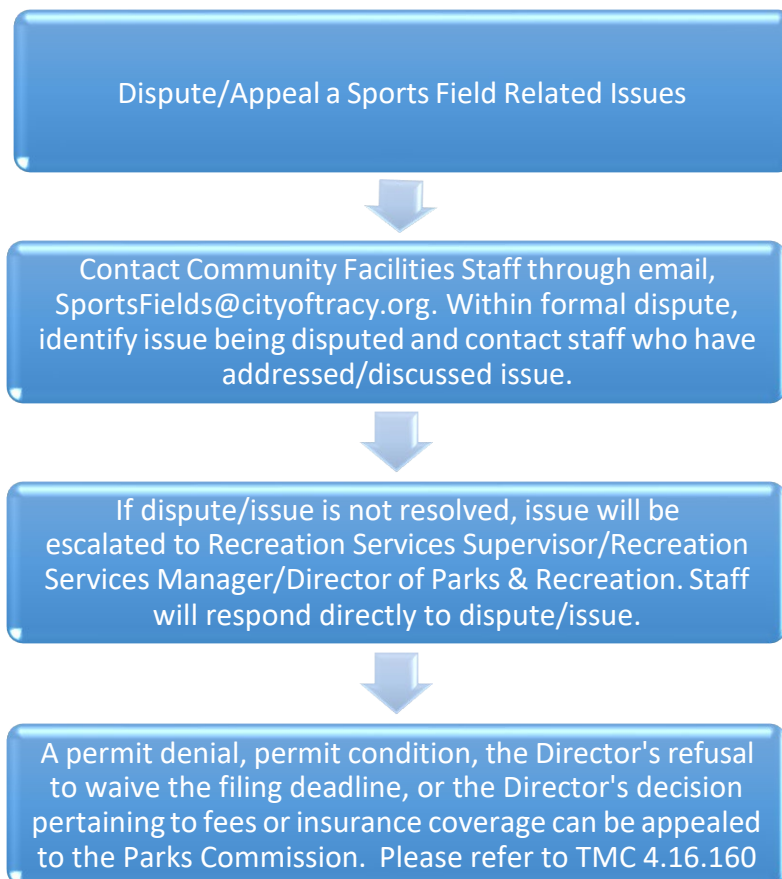 Dispute/Appeal a Sports Field Related Issues
Contact Community Facilities Staff through email,
SportsFields@cityoftracy.org. Within formal dispute,
identify issue being disputed and contact staff who have
addressed/discussed issue.
If dispute/issue is not resolved, issue will be
escalated to Recreation Services Supervisor/Recreation
Services Manager/Director of Parks & Recreation. Staff
will respond directly to dispute/issue.
A permit denial, permit condition, the Director's refusal
to waive the filing deadline, or the Director's decision
pertaining to fees or insurance coverage can be appealed
to the Parks Commission.  Please refer to TMC 4.16.160